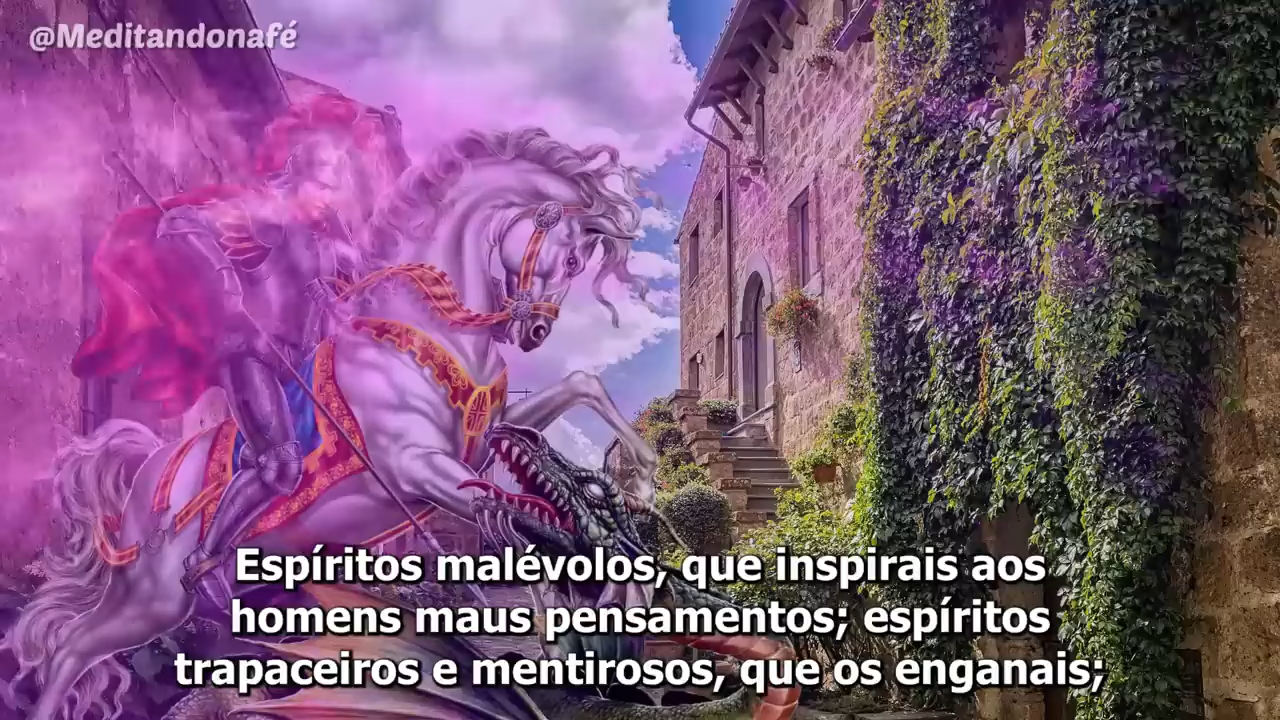 @Meditandonafé
Espíritos malévolos, que inspirais aos
homens maus pensamentos; espíritos
trapaceiros e mentirosos, que os enganais;